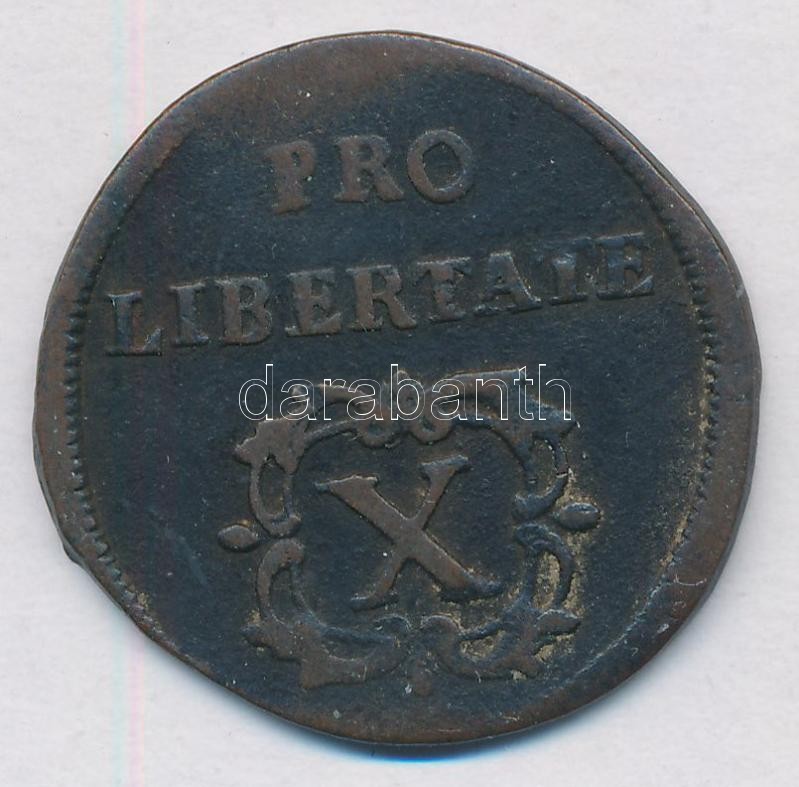 PRO
LIBERTATE
darabanth
X